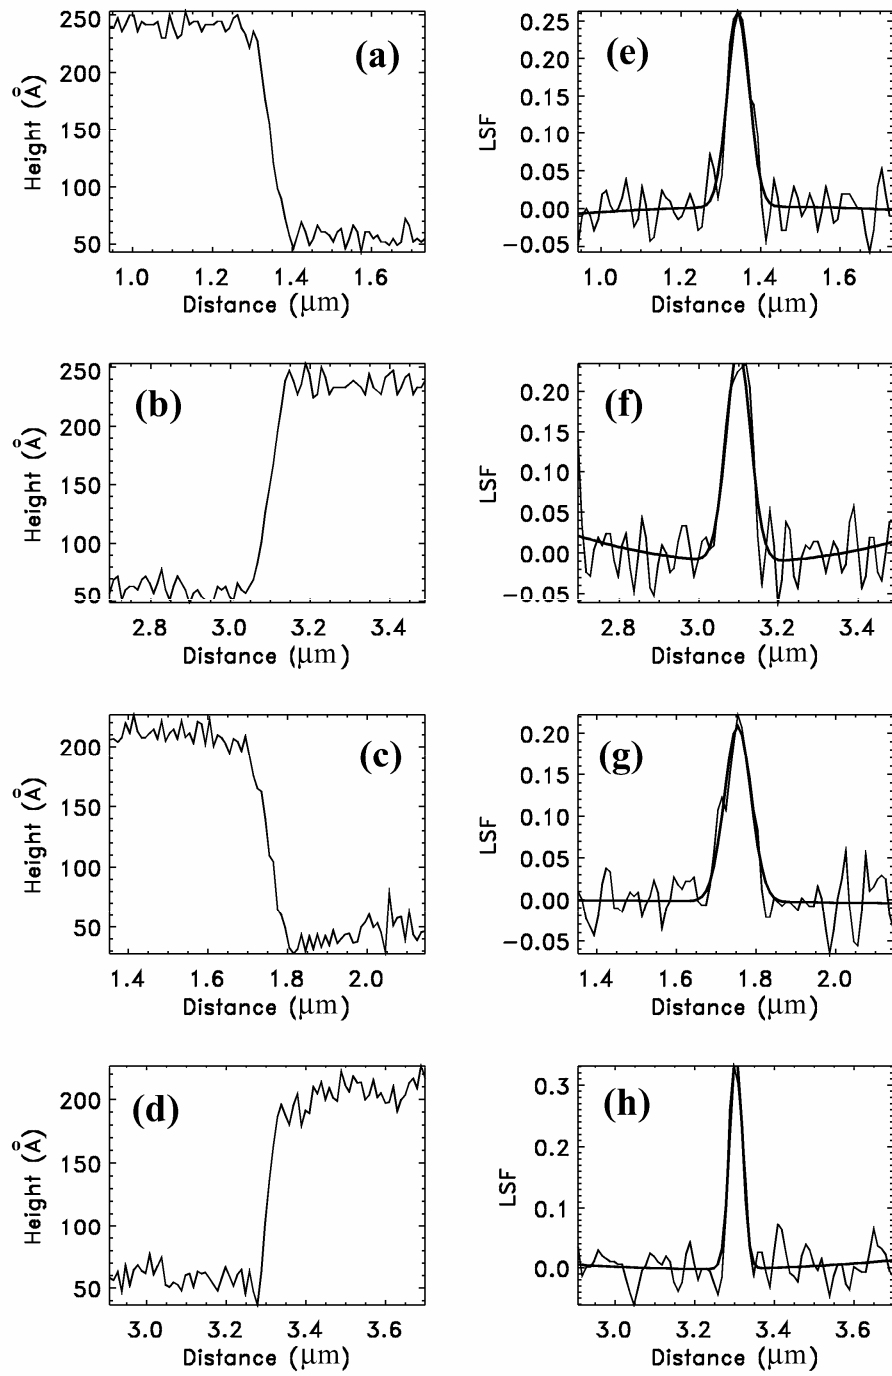 250
200
150
100
50
Height (Å)
(a)
1.0 1.2 1.4 1.6
Distance (μm)
0.25
0.20
0.15
0.10
0.05
0.00
−0.05
LSF
(e)
1.0 1.2 1.4 1.6
Distance (μm)
250
200
150
100
50
Height (Å)
(b)
2.8 3.0 3.2 3.4
Distance (μm)
0.20
0.15
0.10
0.05
0.00
−0.05
LSF
(f)
2.8 3.0 3.2 3.4
Distance (μm)
200
150
100
50
Height (Å)
(c)
1.4 1.6 1.8 2.0
Distance (μm)
0.20
0.15
0.10
0.05
0.00
−0.05
LSF
(g)
1.4 1.6 1.8 2.0
Distance (μm)
200
150
100
50
Height (Å)
(d)
3.0 3.2 3.4 3.6
Distance (μm)
0.3
0.2
0.1
0.0
LSF
(h)
3.0 3.2 3.4 3.6
Distance (μm)